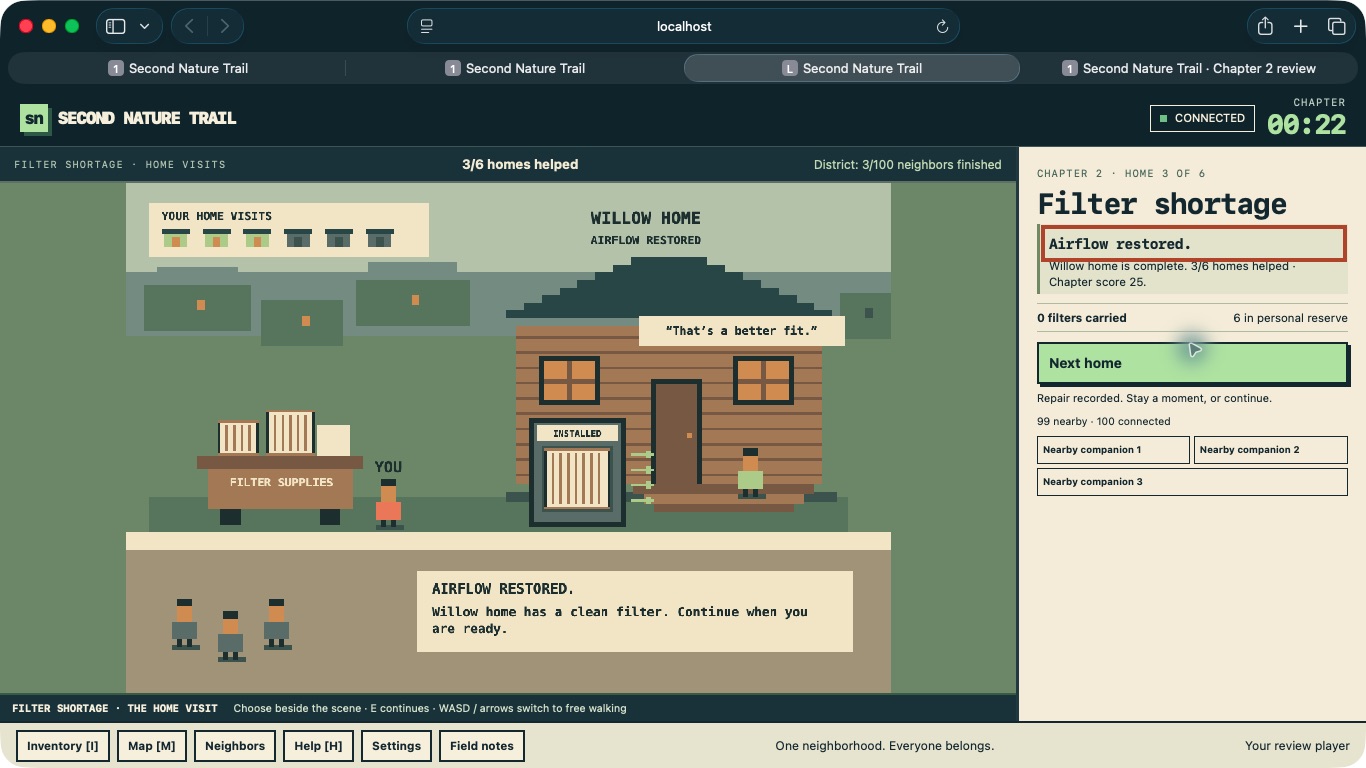 localhost
1 Second Nature Trail
1 Second Nature Trail
L Second Nature Trail
1 Second Nature Trail · Chapter 2 review
sn SECOND NATURE TRAIL
CONNECTED
CHAPTER
00:22
FILTER SHORTAGE · HOME VISITS
3/6 homes helped
District: 3/100 neighbors finished
YOUR HOME VISITS
WILLOW HOME
AIRFLOW RESTORED
“That’s a better fit.”
INSTALLED
FILTER SUPPLIES
YOU
AIRFLOW RESTORED.
Willow home has a clean filter. Continue when you
are ready.
FILTER SHORTAGE · THE HOME VISIT
Choose beside the scene · E continues · WASD / arrows switch to free walking
CHAPTER 2 · HOME 3 OF 6
Filter shortage
Airflow restored.
Willow home is complete. 3/6 homes helped ·
Chapter score 25.
0 filters carried
6 in personal reserve
Next home
Repair recorded. Stay a moment, or continue.
99 nearby · 100 connected
Nearby companion 1
Nearby companion 2
Nearby companion 3
Inventory [I]
Map [M]
Neighbors
Help [H]
Settings
Field notes
One neighborhood. Everyone belongs.
Your review player